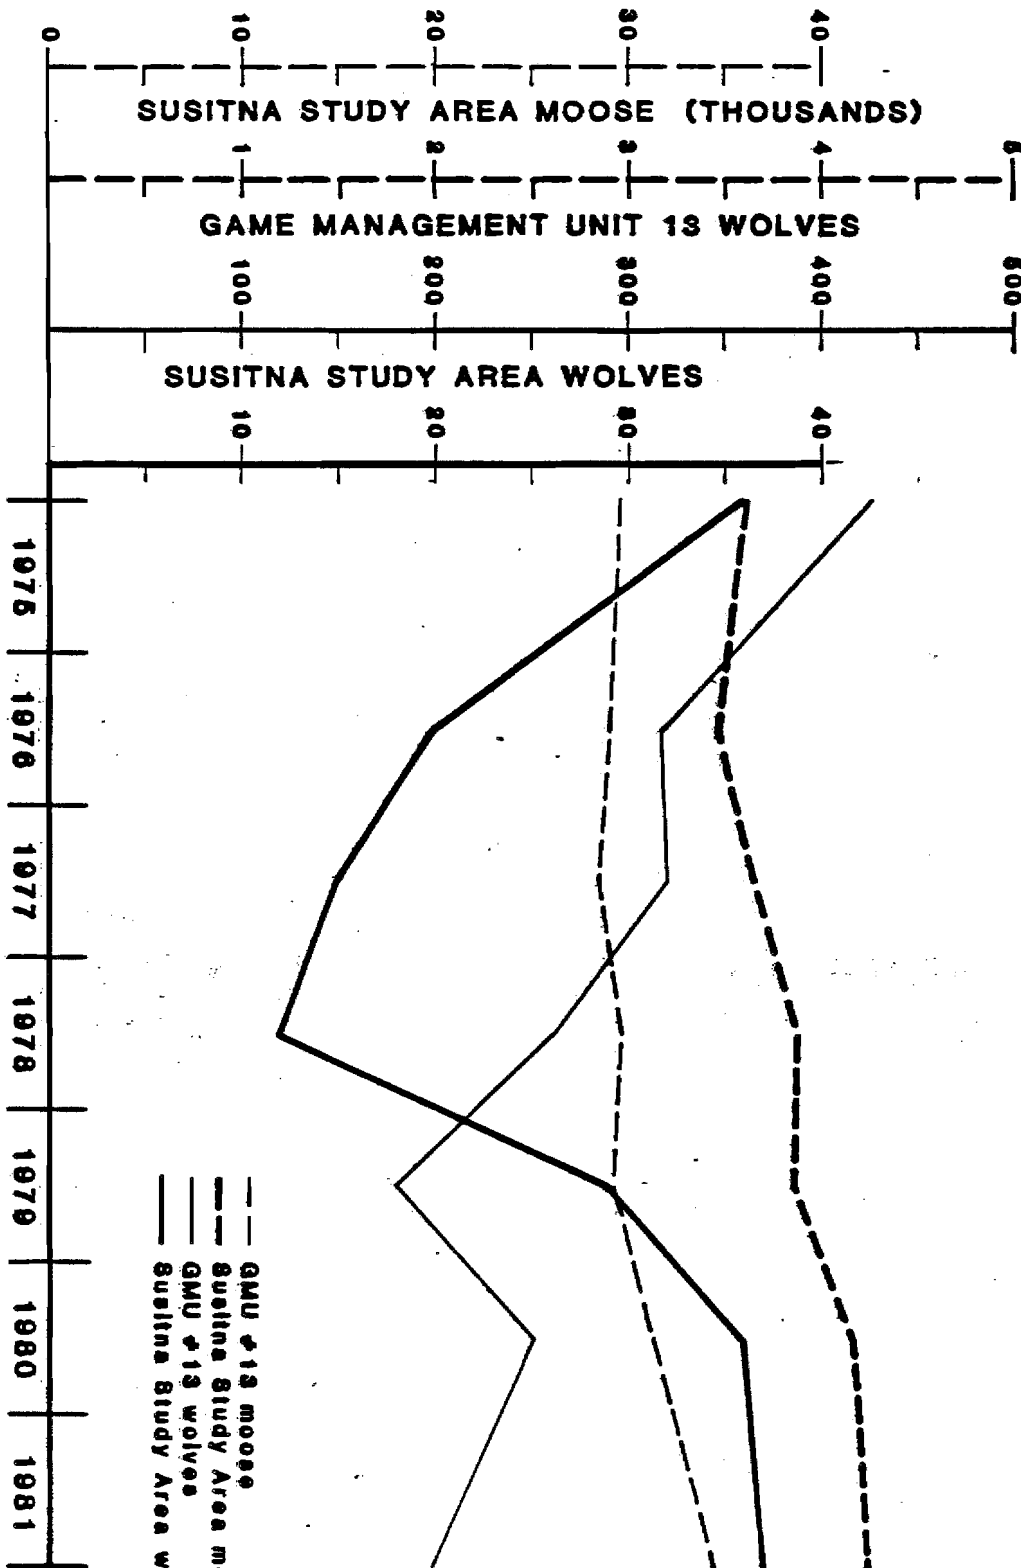 0 10 20 30 40
SUSITNA STUDY AREA MOOSE (THOUSANDS)
1 2 3 4 5
GAME MANAGEMENT UNIT 13 WOLVES
100 200 300 400 500
SUSITNA STUDY AREA WOLVES
10 20 30 40
1975
1976
1977
1978
1979
1980
1981
GMU #13 moose
Susitna Study Area m
GMU #13 wolves
Susitna Study Area w